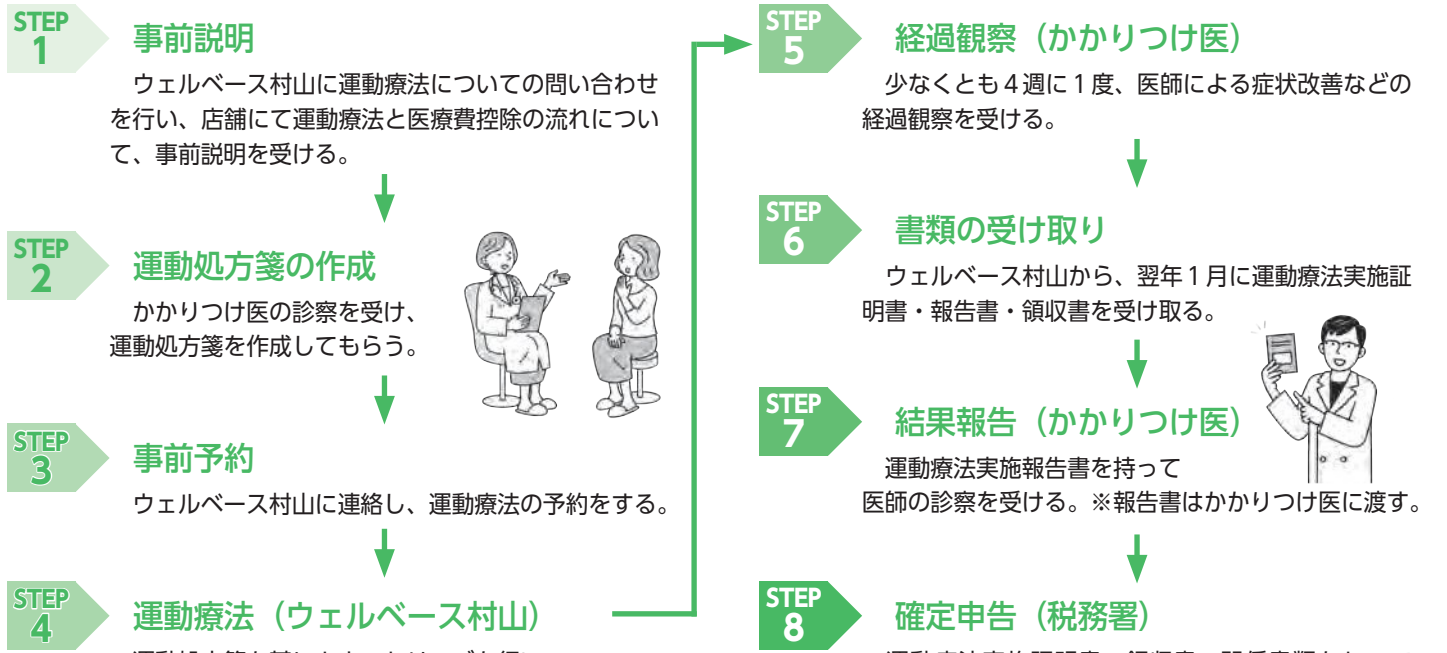 STEP
1
事前説明
ウェルベース村山に運動療法についての問い合わせ
を行い、店舗にて運動療法と医療費控除の流れについ
て、事前説明を受ける。
STEP
2
運動処方箋の作成
かかりつけ医の診察を受け、
運動処方箋を作成してもらう。
STEP
3
事前予約
ウェルベース村山に連絡し、運動療法の予約をする。
STEP
4
運動療法（ウェルベース村山）
STEP
5
経過観察（かかりつけ医）
少なくとも４週に１度、医師による症状改善などの
経過観察を受ける。
STEP
6
書類の受け取り
ウェルベース村山から、翌年１月に運動療法実施証
明書・報告書・領収書を受け取る。
STEP
7
結果報告（かかりつけ医）
運動療法実施報告書を持って
医師の診察を受ける。※報告書はかかりつけ医に渡す。
STEP
8
確定申告（税務署）